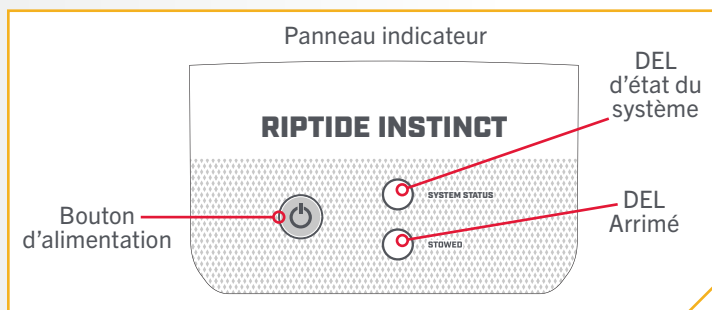 Panneau indicateur
DEL
d’état du
système
RIPTIDE INSTINCT
SYSTEM STATUS
Bouton
d’alimentation
DEL
Arrimé
STOWED